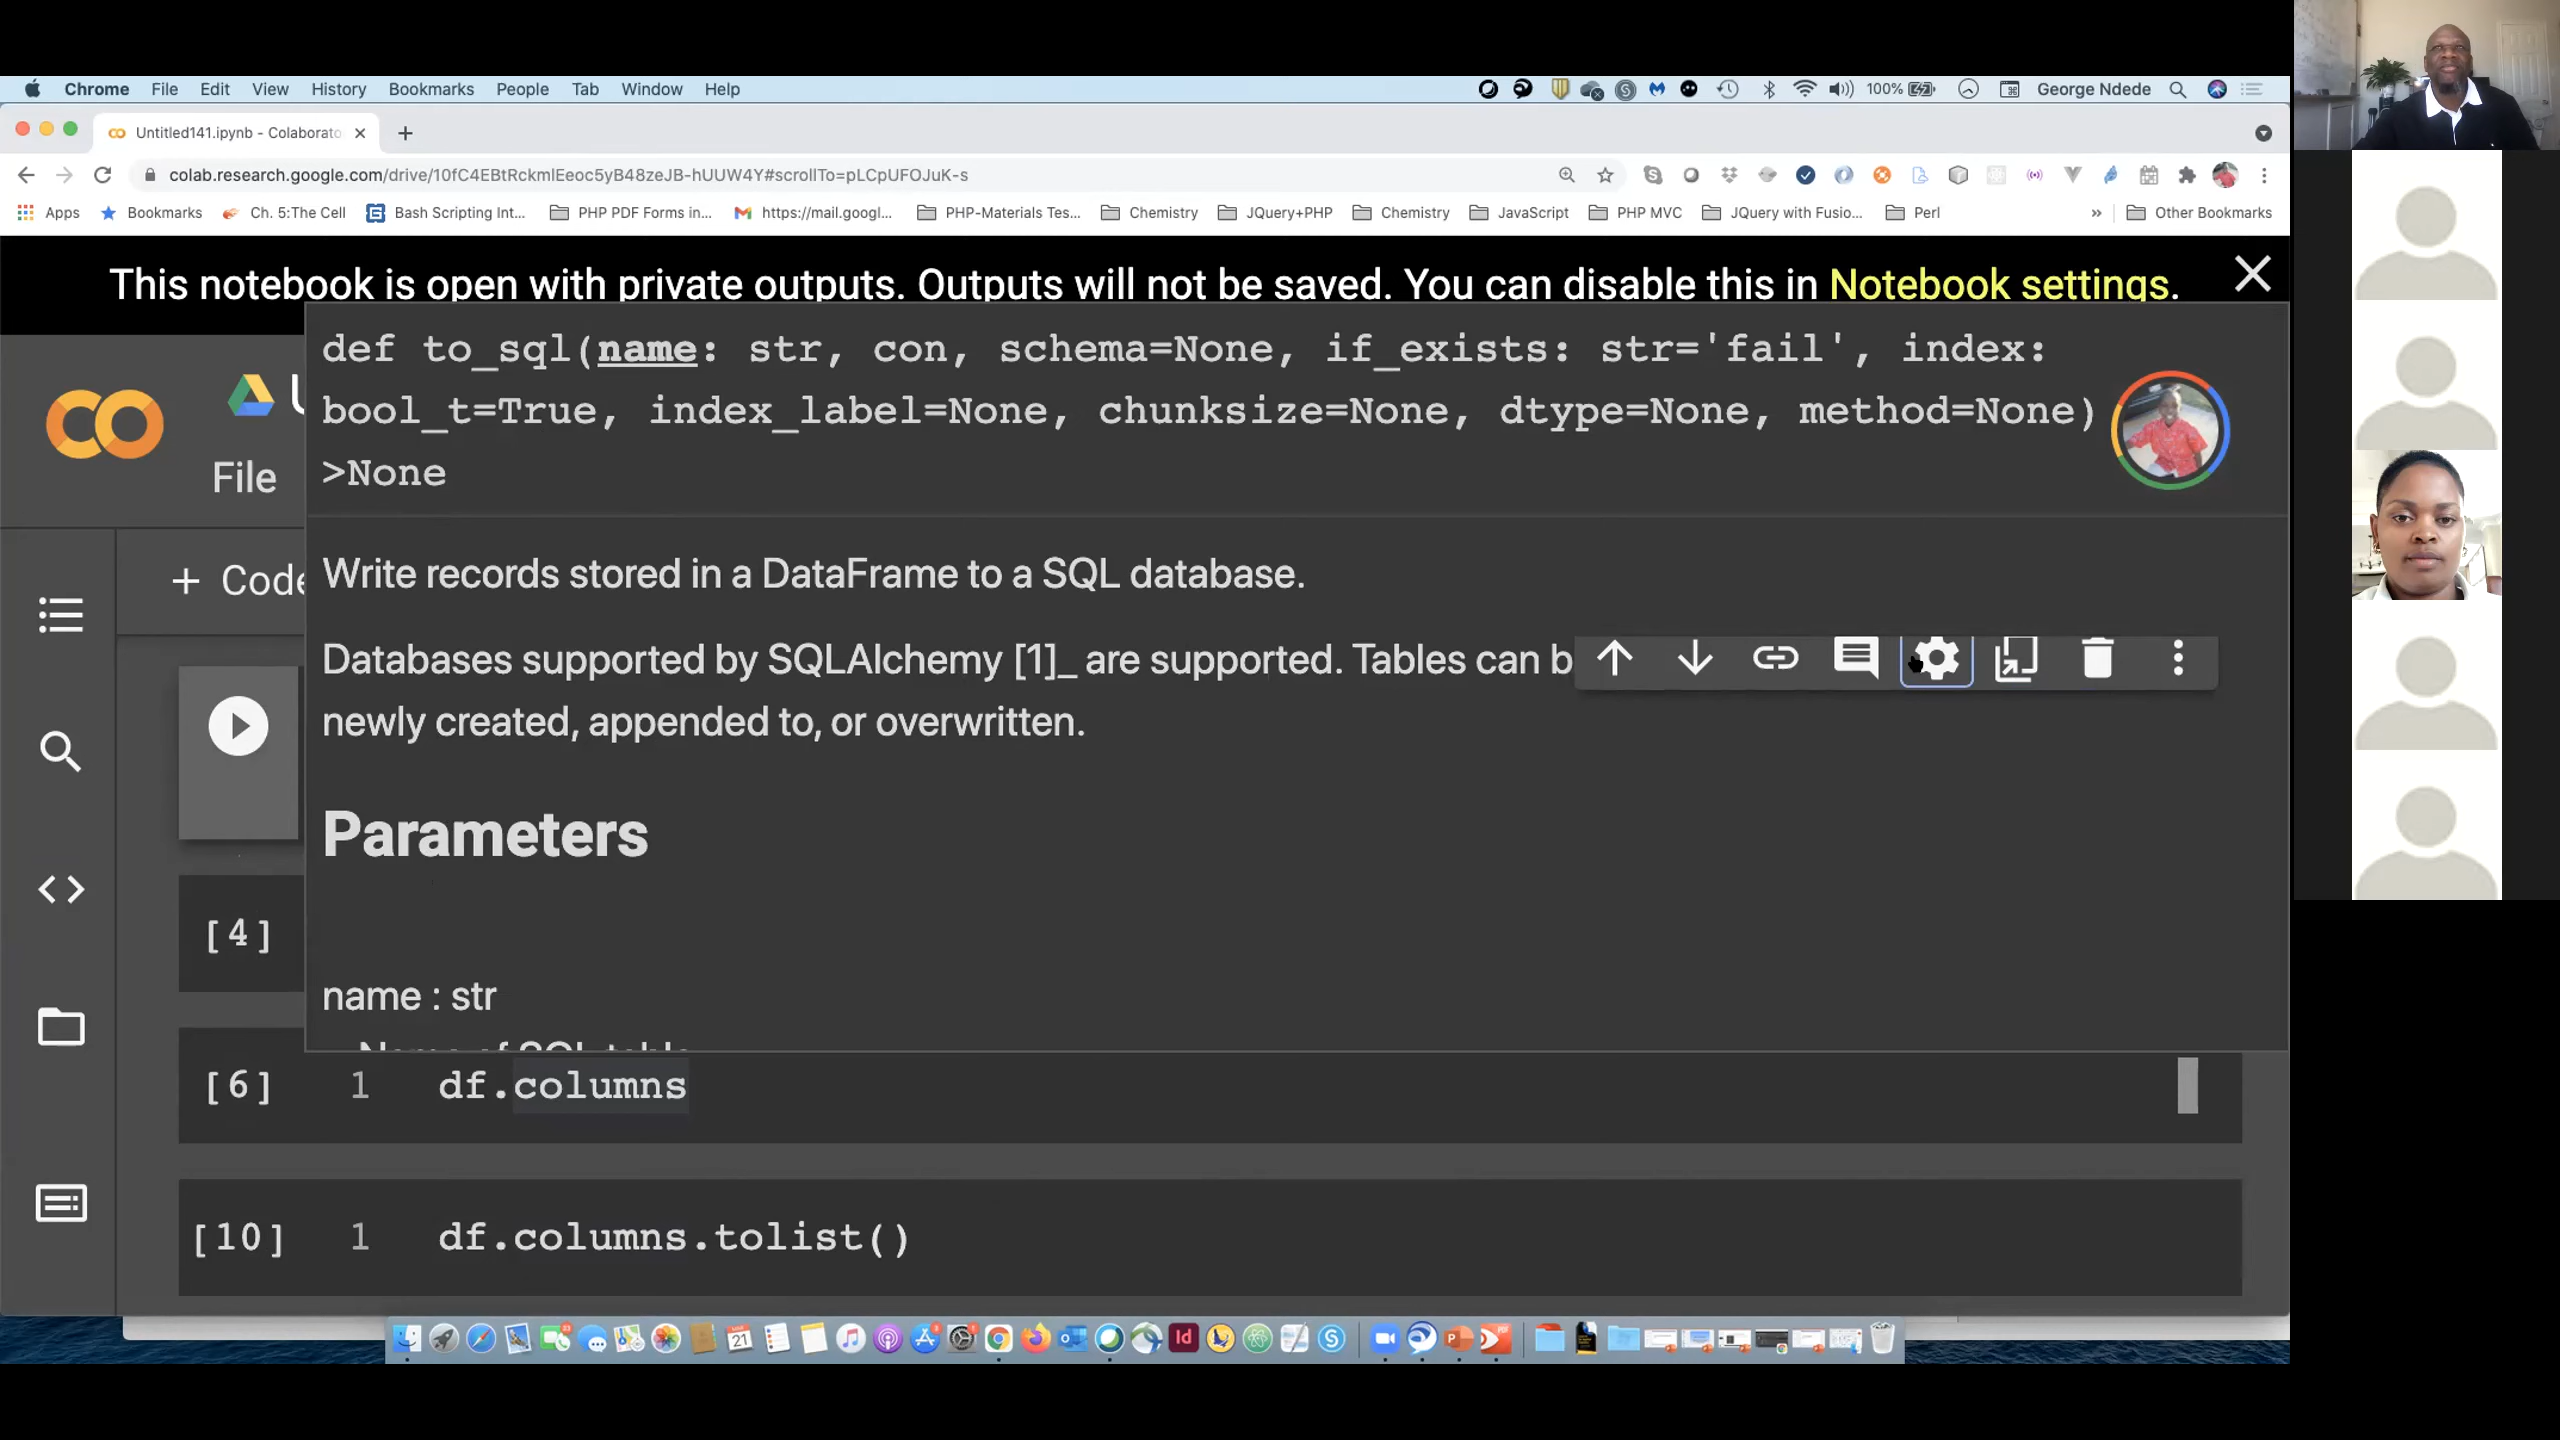 Chrome File Edit View History Bookmarks People Tab Window Help 100% George Ndede
Untitled141.ipynb - Colaborato
colab.research.google.com/drive/10fC4EBtRckmlEeoc5yB48zeJB-hUUW4Y#scrollTo=pLCpUFOJuK-s
Apps Bookmarks Ch. 5:The Cell Bash Scripting Int... PHP PDF Forms in... https://mail.googl... PHP-Materials Tes... Chemistry JQuery+PHP Chemistry JavaScript PHP MVC JQuery with Fusio... Perl » Other Bookmarks
This notebook is open with private outputs. Outputs will not be saved. You can disable this in Notebook settings.
def to_sql(name: str, con, schema=None, if_exists: str='fail', index:
bool_t=True, index_label=None, chunksize=None, dtype=None, method=None)
>None
File
Write records stored in a DataFrame to a SQL database.
+ Code
Databases supported by SQLAlchemy [1]_ are supported. Tables can b
newly created, appended to, or overwritten.
Parameters
[4]
name : str
Name of SQL table
[6] 1 df.columns
[10] 1 df.columns.tolist()
21
Id